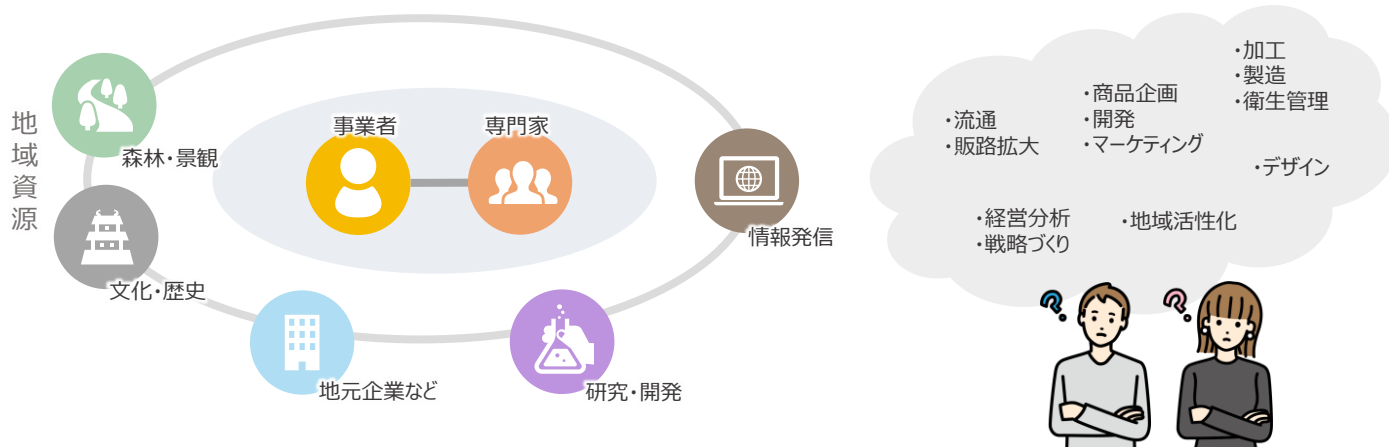 地域資源
森林・景観
文化・歴史
事業者
専門家
情報発信
地元企業など
研究・開発
・流通
・販路拡大
・商品企画
・開発
・マーケティング
・加工
・製造
・衛生管理
・デザイン
・経営分析
・戦略づくり
・地域活性化